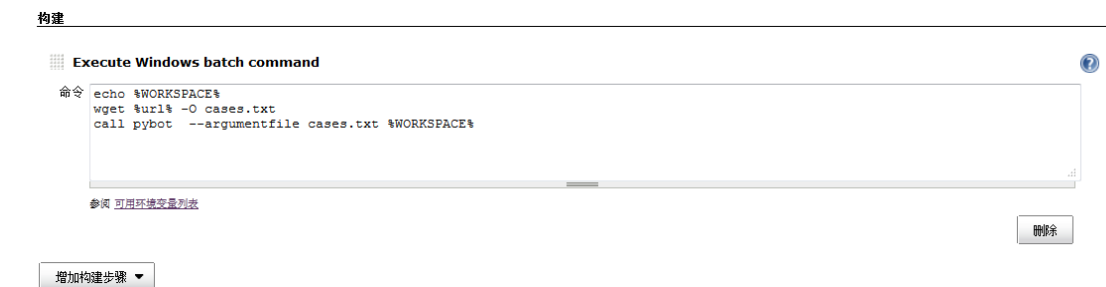 构建
Execute Windows batch command
命令
echo %WORKSPACE%
wget %url% -O cases.txt
call pybot  --argumentfile cases.txt %WORKSPACE%
参阅 可用环境变量列表
删除
增加构建步骤